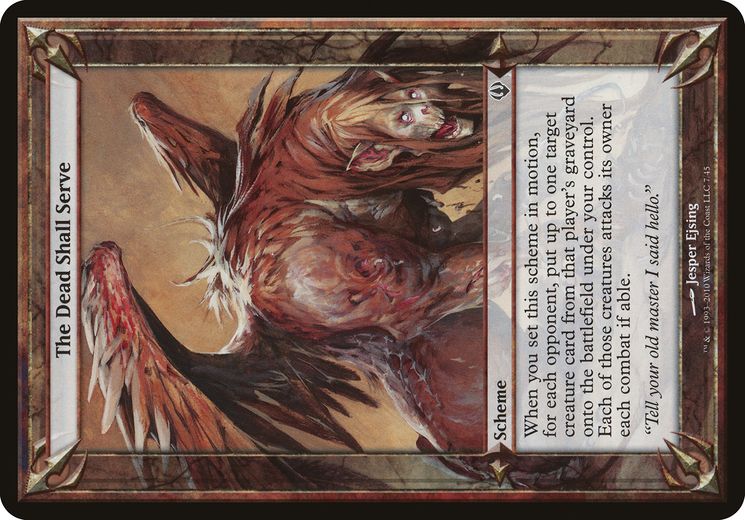 The Dead Shall Serve
Scheme
When you set this scheme in motion,
for each opponent, put up to one target
creature card from that player's graveyard
onto the battlefield under your control.
Each of those creatures attacks its owner
each combat if able.
"Tell your old master I said hello."
Jesper Ejsing
™ & © 1993–2010 Wizards of the Coast LLC 7/45